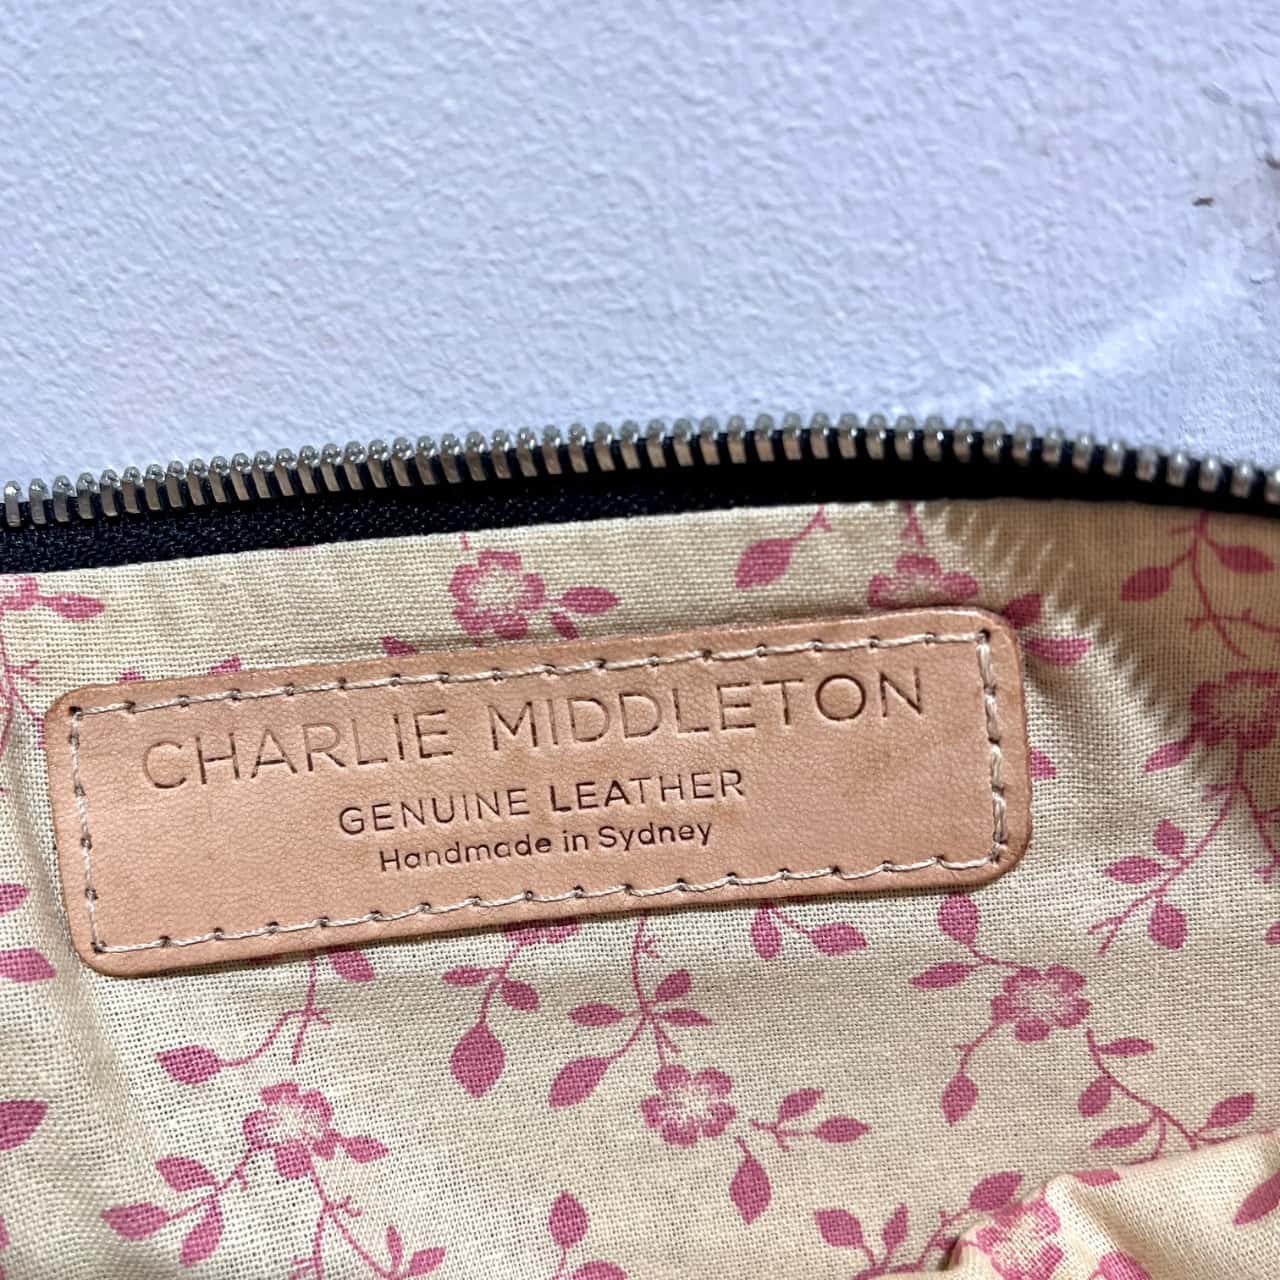 CHARLIE MIDDLETON
GENUINE LEATHER
Handmade in Sydney